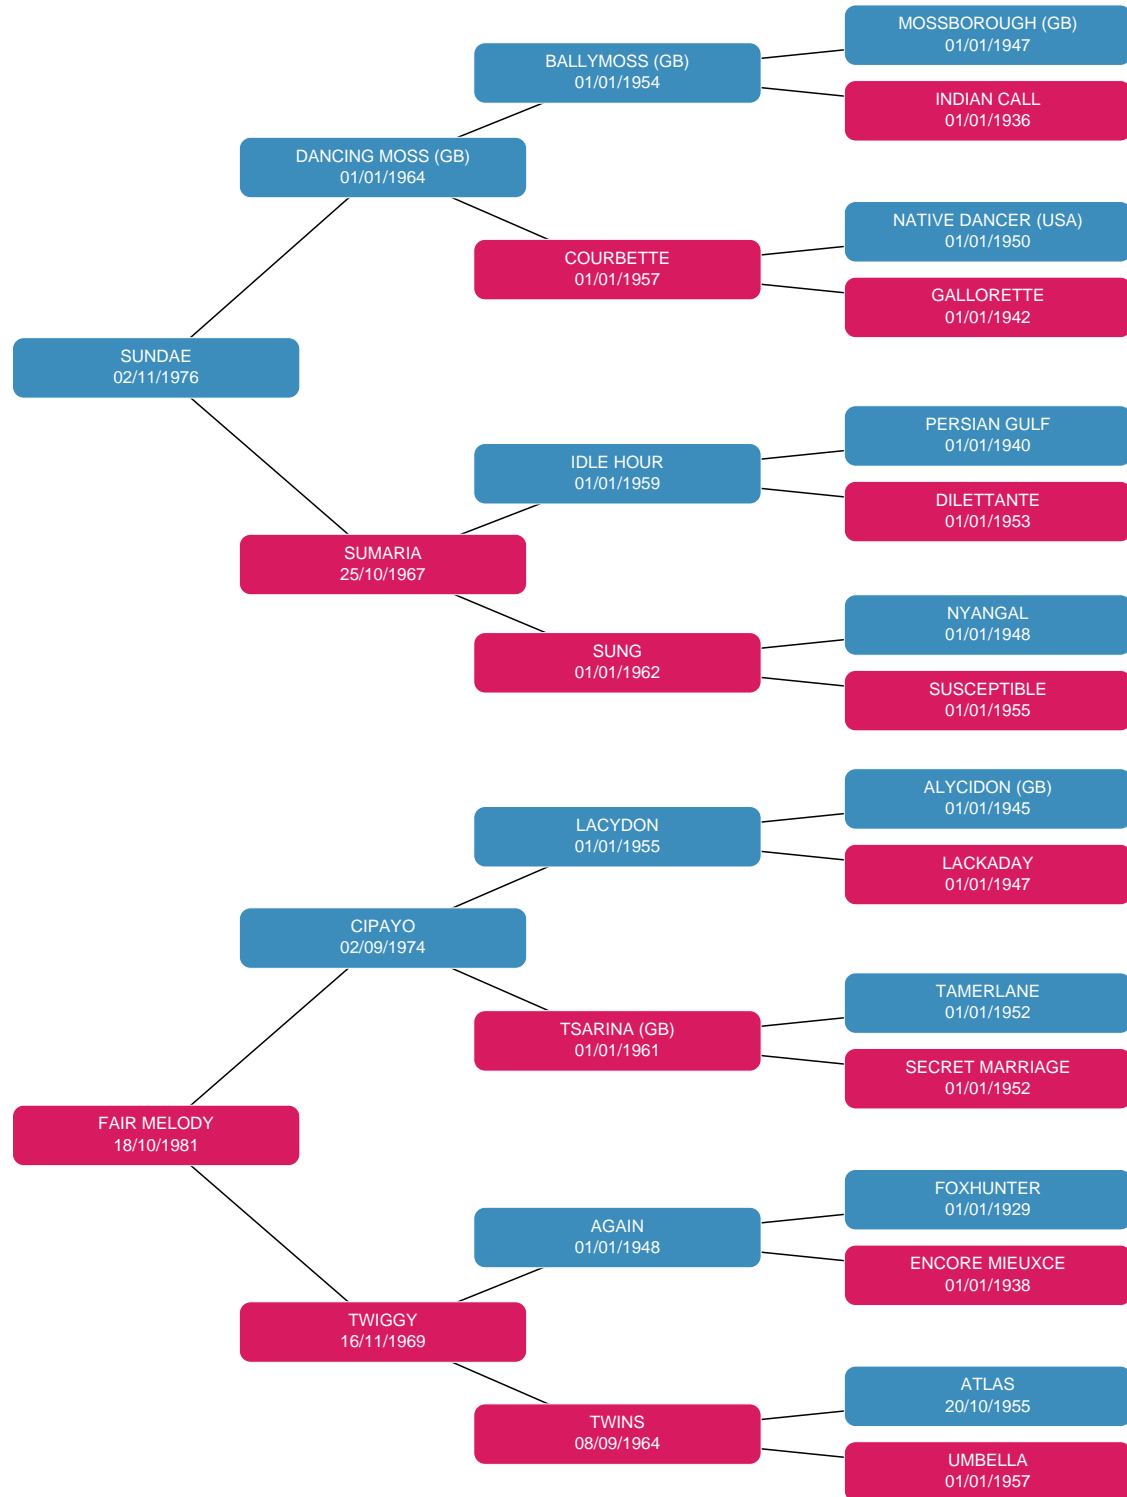 MOSSBOROUGH (GB)
01/01/1947
BALLYMOSS (GB)
01/01/1954
INDIAN CALL
01/01/1936
DANCING MOSS (GB)
01/01/1964
NATIVE DANCER (USA)
01/01/1950
COURBETTE
01/01/1957
GALLORETTE
01/01/1942
SUNDAE
02/11/1976
PERSIAN GULF
01/01/1940
IDLE HOUR
01/01/1959
DILETTANTE
01/01/1953
SUMARIA
25/10/1967
NYANGAL
01/01/1948
SUNG
01/01/1962
SUSCEPTIBLE
01/01/1955
ALYCIDON (GB)
01/01/1945
LACYDON
01/01/1955
LACKADAY
01/01/1947
CIPAYO
02/09/1974
TAMERLANE
01/01/1952
TSARINA (GB)
01/01/1961
SECRET MARRIAGE
01/01/1952
FAIR MELODY
18/10/1981
FOXHUNTER
01/01/1929
AGAIN
01/01/1948
ENCORE MIEUXCE
01/01/1938
TWIGGY
16/11/1969
ATLAS
20/10/1955
TWINS
08/09/1964
UMBELLA
01/01/1957